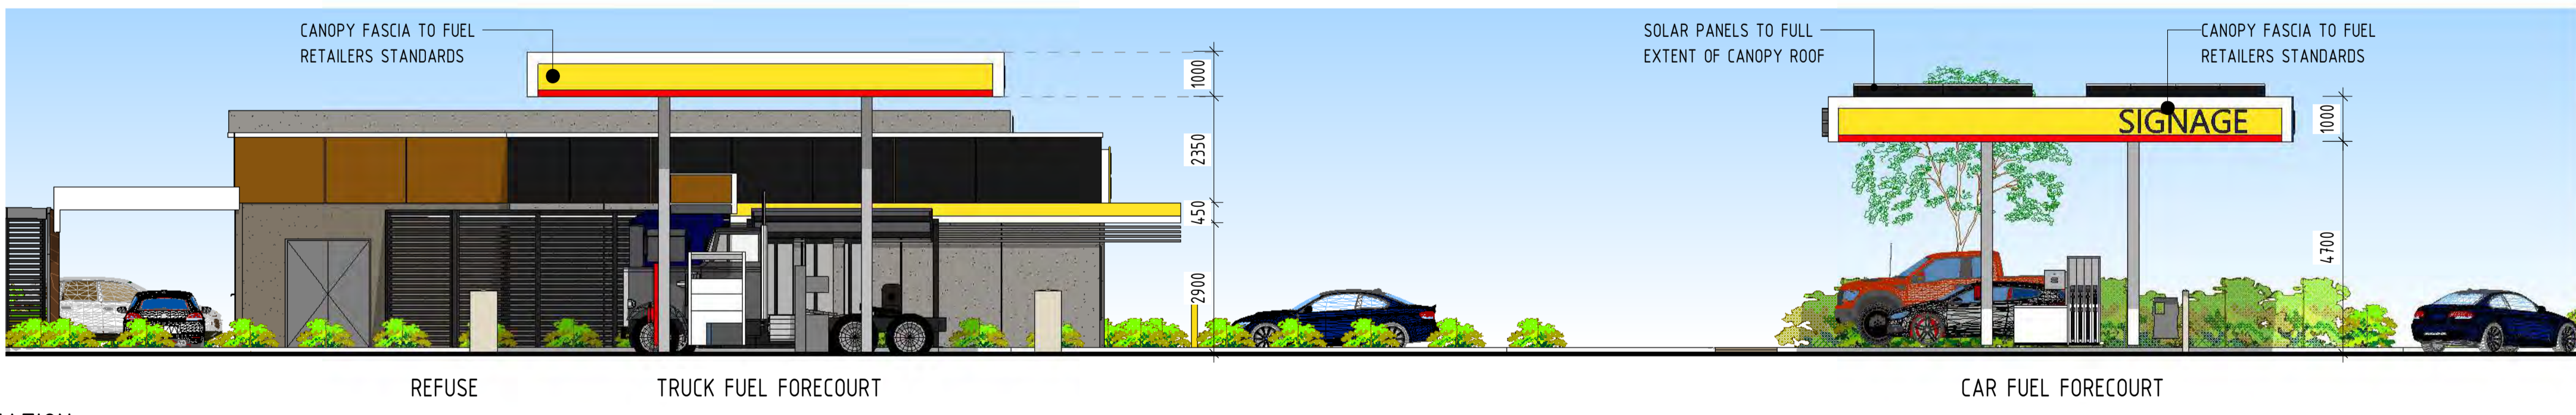 CANOPY FASCIA TO FUEL
RETAILERS STANDARDS
SOLAR PANELS TO FULL
EXTENT OF CANOPY ROOF
CANOPY FASCIA TO FUEL
RETAILERS STANDARDS
1000
2350
450
2900
SIGNAGE
1000
4700
REFUSE
TRUCK FUEL FORECOURT
CAR FUEL FORECOURT